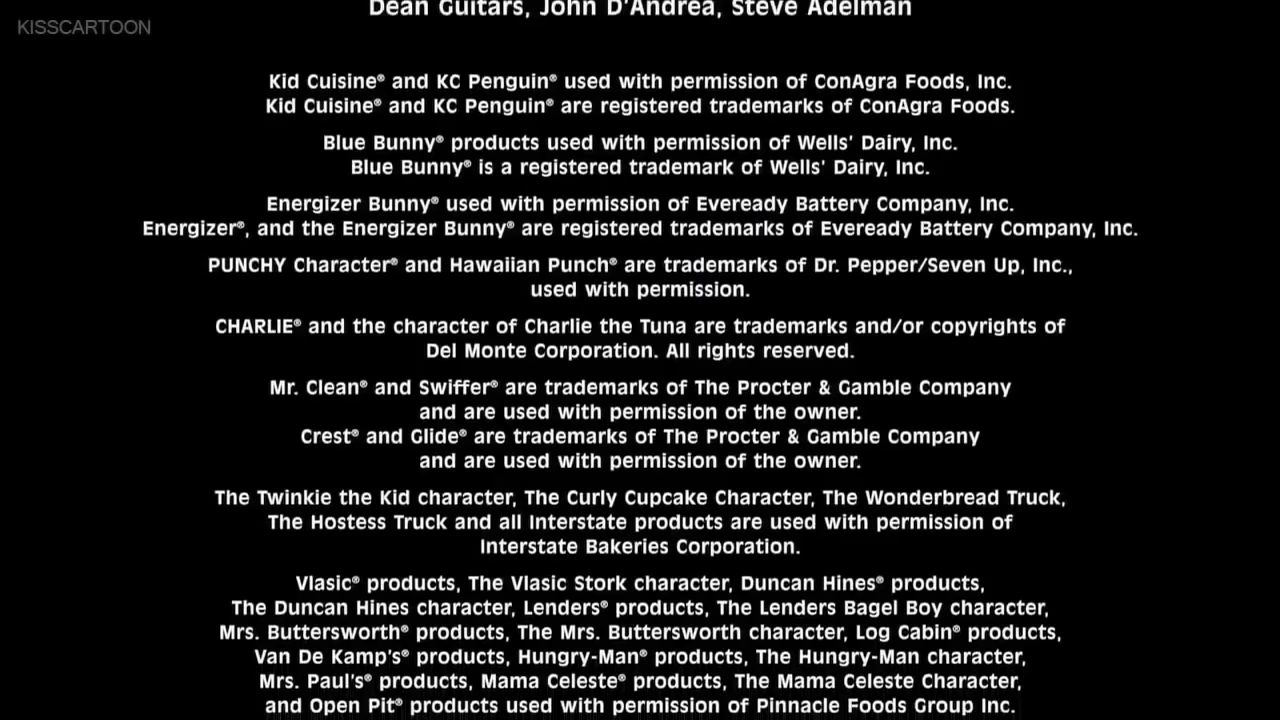 Dean Guitars, John D'Andrea, Steve Adelman
KISSCARTOON
Kid Cuisine® and KC Penguin® used with permission of ConAgra Foods, Inc.
Kid Cuisine® and KC Penguin® are registered trademarks of ConAgra Foods.
Blue Bunny® products used with permission of Wells' Dairy, Inc.
Blue Bunny® is a registered trademark of Wells' Dairy, Inc.
Energizer Bunny® used with permission of Eveready Battery Company, Inc.
Energizer®, and the Energizer Bunny® are registered trademarks of Eveready Battery Company, Inc.
PUNCHY Character® and Hawaiian Punch® are trademarks of Dr. Pepper/Seven Up, Inc.,
used with permission.
CHARLIE® and the character of Charlie the Tuna are trademarks and/or copyrights of
Del Monte Corporation. All rights reserved.
Mr. Clean® and Swiffer® are trademarks of The Procter & Gamble Company
and are used with permission of the owner.
Crest® and Glide® are trademarks of The Procter & Gamble Company
and are used with permission of the owner.
The Twinkie the Kid character, The Curly Cupcake Character, The Wonderbread Truck,
The Hostess Truck and all Interstate products are used with permission of
Interstate Bakeries Corporation.
Vlasic® products, The Vlasic Stork character, Duncan Hines® products,
The Duncan Hines character, Lenders® products, The Lenders Bagel Boy character,
Mrs. Buttersworth® products, The Mrs. Buttersworth character, Log Cabin® products,
Van De Kamp's® products, Hungry-Man® products, The Hungry-Man character,
Mrs. Paul's® products, Mama Celeste® products, The Mama Celeste Character,
and Open Pit® products used with permission of Pinnacle Foods Group Inc.